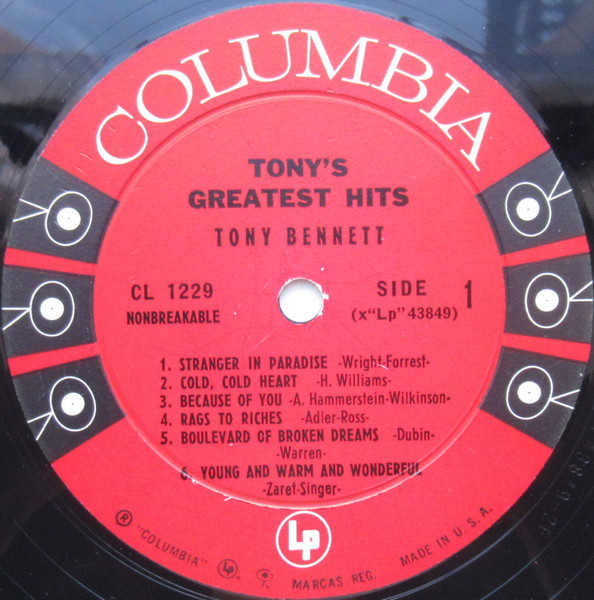 COLUMBIA
TONY'S
GREATEST HITS
TONY BENNETT
CL 1229
NONBREAKABLE
SIDE 1
(x"Lp" 43849)
1. STRANGER IN PARADISE -Wright-Forrest-
2. COLD, COLD HEART -H. Williams-
3. BECAUSE OF YOU -A. Hammerstein-Wilkinson-
4. RAGS TO RICHES -Adler-Ross-
5. BOULEVARD OF BROKEN DREAMS -Dubin-
-Warren-
6. YOUNG AND WARM AND WONDERFUL
-Zaret-Singer-
Lp
® "COLUMBIA" Lp. MARCAS REG. MADE IN U.S.A.